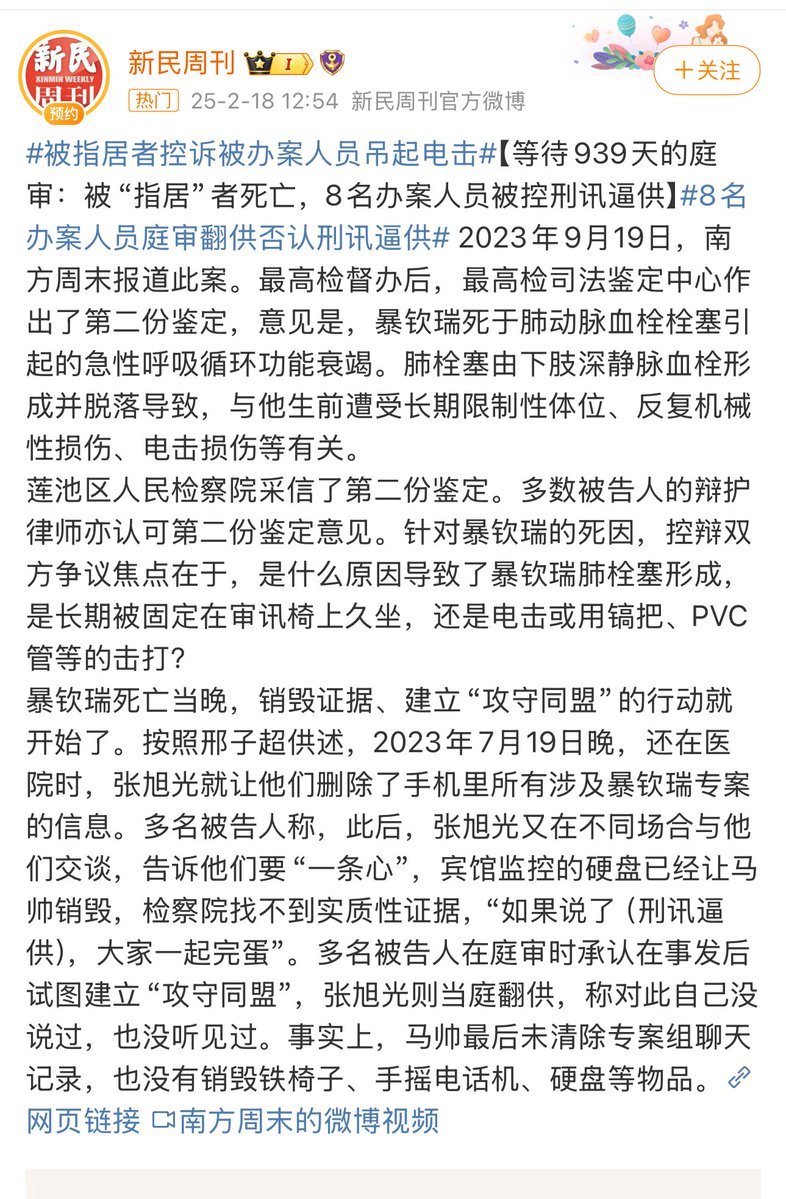 新民
XINMIN WEEKLY
周刊
预约
新民周刊 I
+关注
热门 25-2-18 12:54 新民周刊官方微博
#被指居者控诉被办案人员吊起电击#【等待939天的庭
审：被“指居”者死亡，8名办案人员被控刑讯逼供】#8名
办案人员庭审翻供否认刑讯逼供# 2023年9月19日，南
方周末报道此案。最高检督办后，最高检司法鉴定中心作
出了第二份鉴定，意见是，暴钦瑞死于肺动脉血栓栓塞引
起的急性呼吸循环功能衰竭。肺栓塞由下肢深静脉血栓形
成并脱落导致，与他生前遭受长期限制性体位、反复机械
性损伤、电击损伤等有关。
莲池区人民检察院采信了第二份鉴定。多数被告人的辩护
律师亦认可第二份鉴定意见。针对暴钦瑞的死因，控辩双
方争议焦点在于，是什么原因导致了暴钦瑞肺栓塞形成，
是长期被固定在审讯椅上久坐，还是电击或用镐把、PVC
管等的击打？
暴钦瑞死亡当晚，销毁证据、建立“攻守同盟”的行动就
开始了。按照邢子超供述，2023年7月19日晚，还在医
院时，张旭光就让他们删除了手机里所有涉及暴钦瑞专案
的信息。多名被告人称，此后，张旭光又在不同场合与他
们交谈，告诉他们要“一条心”，宾馆监控的硬盘已经让马
帅销毁，检察院找不到实质性证据，“如果说了（刑讯逼
供），大家一起完蛋”。多名被告人在庭审时承认在事发后
试图建立“攻守同盟”，张旭光则当庭翻供，称对此自己没
说过，也没听见过。事实上，马帅最后未清除专案组聊天
记录，也没有销毁铁椅子、手摇电话机、硬盘等物品。
网页链接 南方周末的微博视频